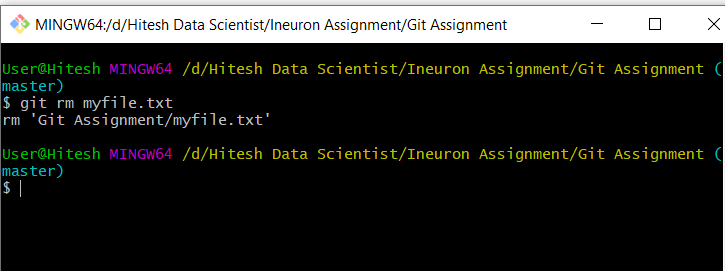 MINGW64:/d/Hitesh Data Scientist/Ineuron Assignment/Git Assignment
User@Hitesh MINGW64 /d/Hitesh Data Scientist/Ineuron Assignment/Git Assignment (
master)
$ git rm myfile.txt
rm 'Git Assignment/myfile.txt'
User@Hitesh MINGW64 /d/Hitesh Data Scientist/Ineuron Assignment/Git Assignment (
master)
$